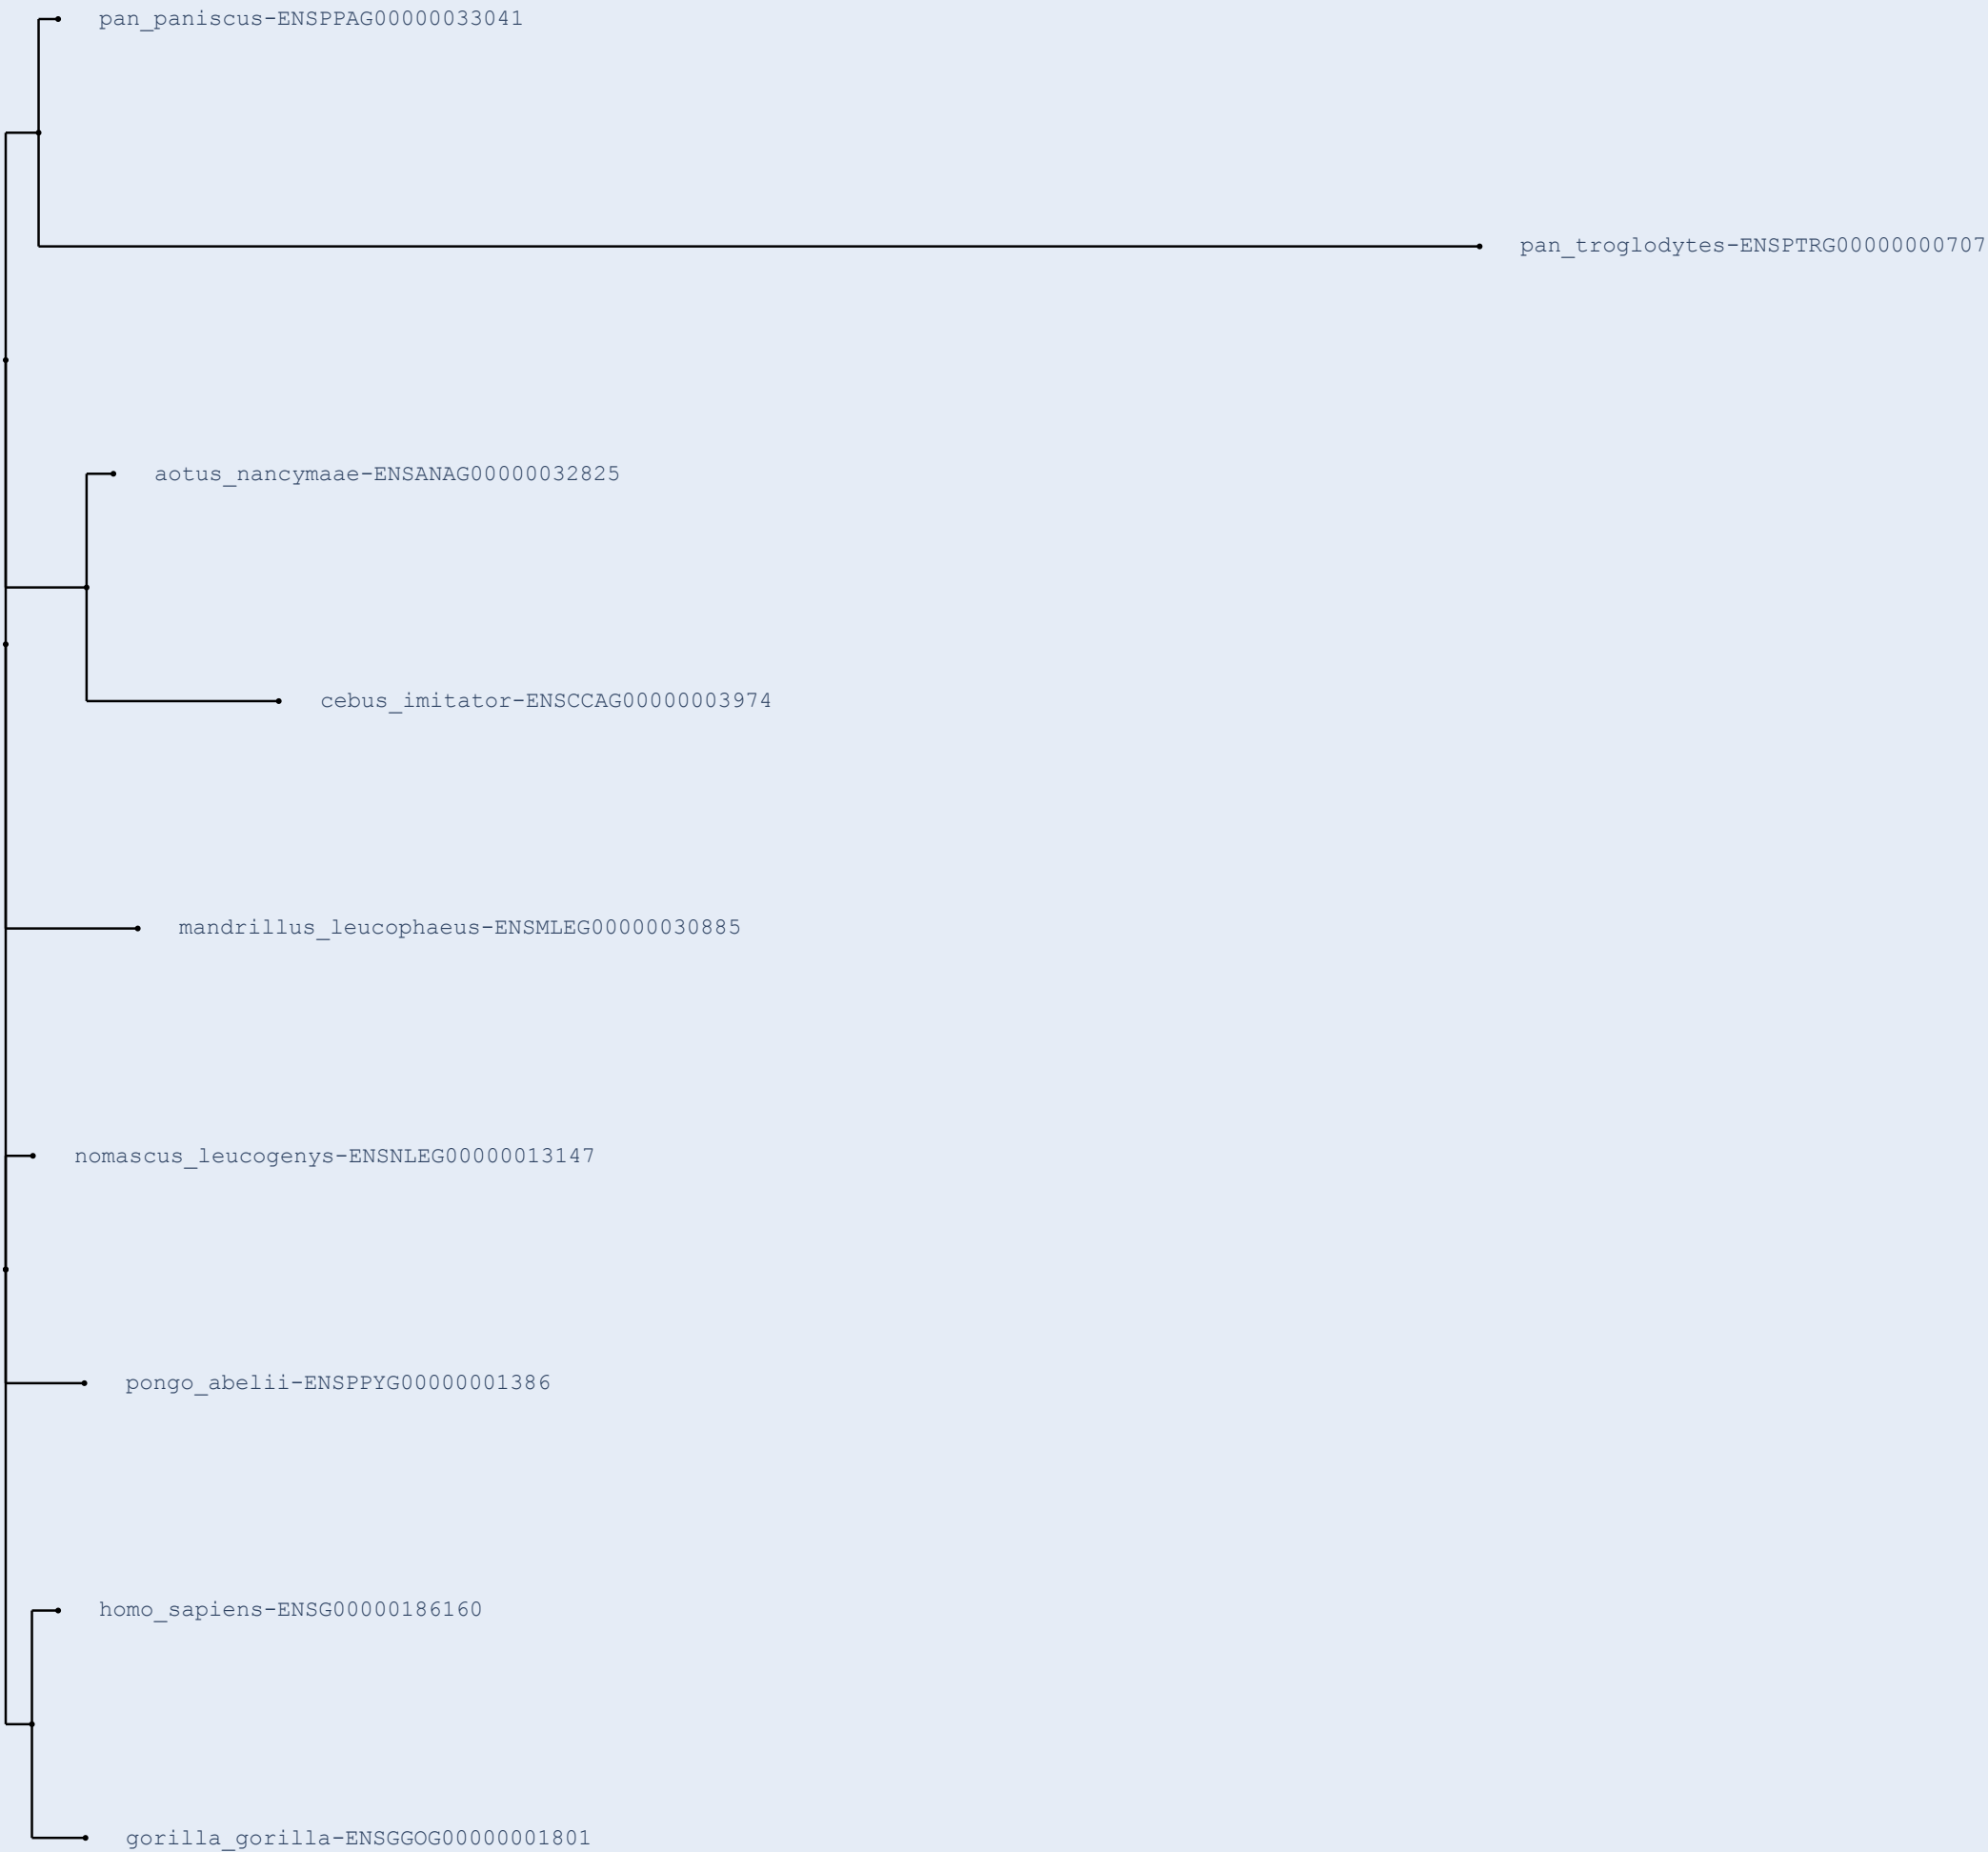 pan_paniscus-ENSPPAG00000033041
pan_troglodytes-ENSPTRG00000000707
aotus_nancymaae-ENSANAG00000032825
cebus_imitator-ENSCCAG00000003974
mandrillus_leucophaeus-ENSMLEG00000030885
nomascus_leucogenys-ENSNLEG00000013147
pongo_abelii-ENSPPYG00000001386
homo_sapiens-ENSG00000186160
gorilla_gorilla-ENSGGOG00000001801